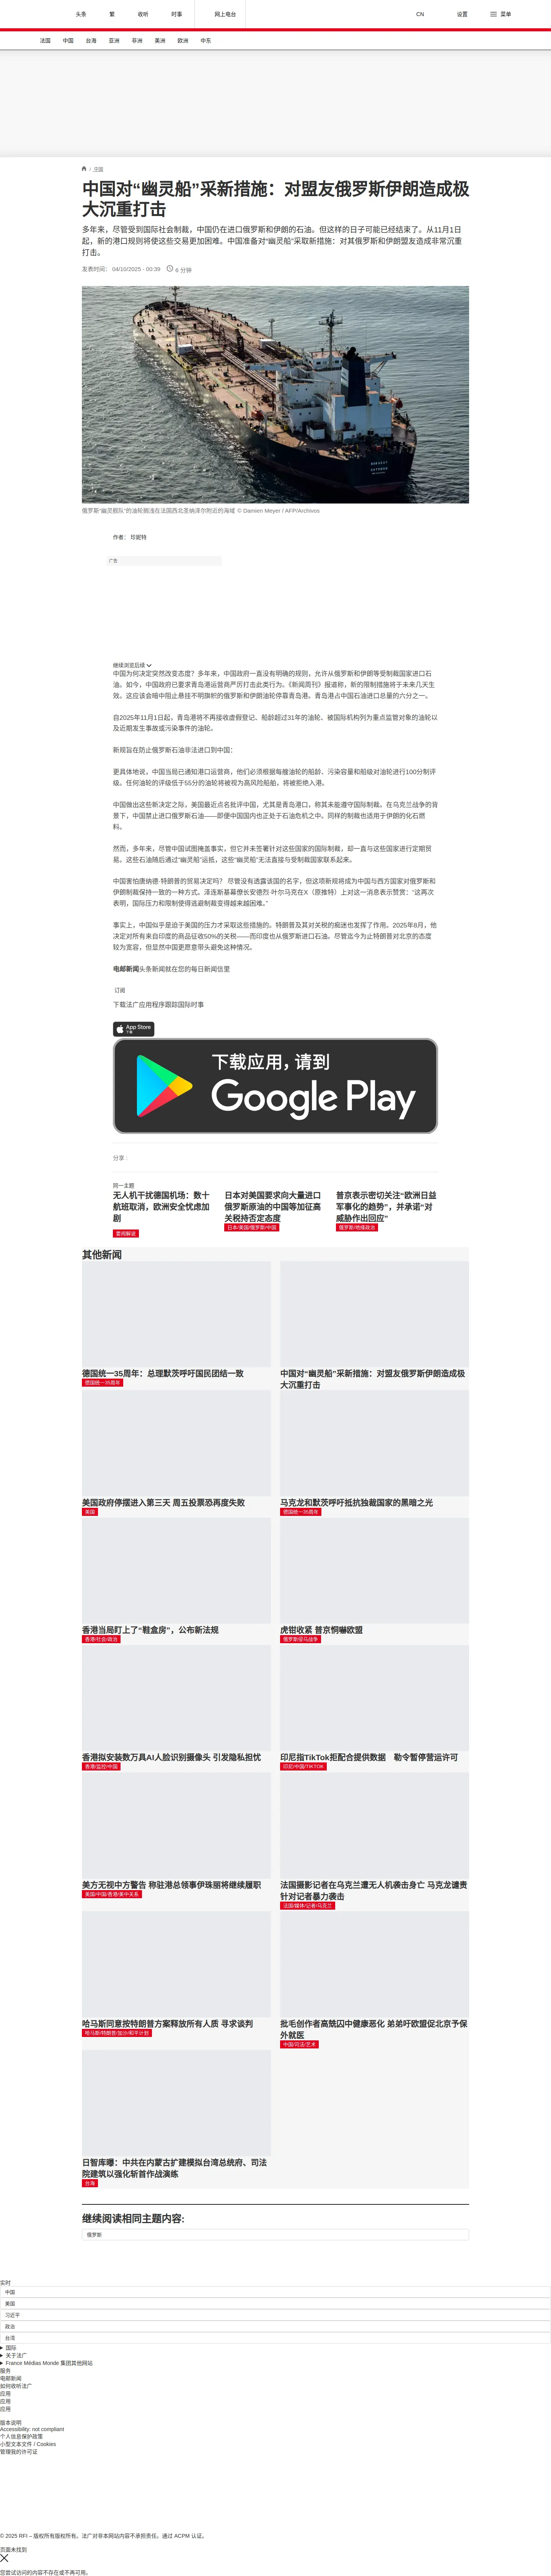 头条
繁
收听
时事
网上电台
CN
设置
菜单
法国
中国
台海
亚洲
非洲
美洲
欧洲
中东
/ 中国
中国对“幽灵船”采新措施：对盟友俄罗斯伊朗造成极
大沉重打击
多年来，尽管受到国际社会制裁，中国仍在进口俄罗斯和伊朗的石油。但这样的日子可能已经结束了。从11月1日
起，新的港口规则将使这些交易更加困难。中国准备对“幽灵船”采取新措施：对其俄罗斯和伊朗盟友造成非常沉重
打击。
发表时间： 04/10/2025 - 00:39
6 分钟
俄罗斯“幽灵舰队”的油轮搁浅在法国西北圣纳泽尔附近的海域 © Damien Meyer / AFP/Archivos
作者： 珍妮特
广告
继续浏览后续
中国为何决定突然改变态度？多年来，中国政府一直没有明确的规则，允许从俄罗斯和伊朗等受制裁国家进口石
油。如今，中国政府已要求青岛港运营商严厉打击此类行为。《新闻周刊》报道称，新的限制措施将于未来几天生
效。这应该会暗中阻止悬挂不明旗帜的俄罗斯和伊朗油轮停靠青岛港。青岛港占中国石油进口总量的六分之一。
自2025年11月1日起，青岛港将不再接收虚假登记、船龄超过31年的油轮、被国际机构列为重点监管对象的油轮以
及近期发生事故或污染事件的油轮。
新规旨在防止俄罗斯石油非法进口到中国：
更具体地说，中国当局已通知港口运营商，他们必须根据每艘油轮的船龄、污染容量和船级对油轮进行100分制评
级。任何油轮的评级低于55分的油轮将被视为高风险船舶，将被拒绝入港。
中国做出这些新决定之际，美国最近点名批评中国，尤其是青岛港口，称其未能遵守国际制裁。在乌克兰战争的背
景下，中国禁止进口俄罗斯石油——即便中国国内也正处于石油危机之中。同样的制裁也适用于伊朗的化石燃
料。
然而，多年来，尽管中国试图掩盖事实，但它并未签署针对这些国家的国际制裁，却一直与这些国家进行定期贸
易。这些石油随后通过“幽灵船”运抵，这些“幽灵船”无法直接与受制裁国家联系起来。
中国害怕唐纳德·特朗普的贸易决定吗？ 尽管没有透露该国的名字，但这项新规将成为中国与西方国家对俄罗斯和
伊朗制裁保持一致的一种方式。泽连斯基幕僚长安德烈·叶尔马克在X（原推特）上对这一消息表示赞赏：“这再次
表明，国际压力和限制使得逃避制裁变得越来越困难。”
事实上，中国似乎是迫于美国的压力才采取这些措施的。特朗普及其对关税的痴迷也发挥了作用。2025年8月，他
决定对所有来自印度的商品征收50%的关税——而印度也从俄罗斯进口石油。尽管迄今为止特朗普对北京的态度
较为宽容，但显然中国更愿意带头避免这种情况。
电邮新闻头条新闻就在您的每日新闻信里
订阅
下载法广应用程序跟踪国际时事
App Store
下载
下载应用，请到
Google Play
分享 :
同一主题
无人机干扰德国机场：数十
航班取消，欧洲安全忧虑加
剧
要闻解说
日本对美国要求向大量进口
俄罗斯原油的中国等加征高
关税持否定态度
日本/美国/俄罗斯/中国
普京表示密切关注“欧洲日益
军事化的趋势”，并承诺“对
威胁作出回应”
俄罗斯/地缘政治
其他新闻
德国统一35周年：总理默茨呼吁国民团结一致
德国统一35周年
中国对“幽灵船”采新措施：对盟友俄罗斯伊朗造成极
大沉重打击
美国政府停摆进入第三天 周五投票恐再度失败
美国
马克龙和默茨呼吁抵抗独裁国家的黑暗之光
德国统一35周年
香港当局盯上了“鞋盒房”，公布新法规
香港/社会/政治
虎钳收紧 普京恫嚇欧盟
俄罗斯侵乌战争
香港拟安装数万具AI人脸识别摄像头 引发隐私担忧
香港/监控/中国
印尼指TikTok拒配合提供数据　勒令暂停营运许可
印尼/中国/TIKTOK
美方无视中方警告 称驻港总领事伊珠丽将继续履职
美国/中国/香港/美中关系
法国摄影记者在乌克兰遭无人机袭击身亡 马克龙谴责
针对记者暴力袭击
法国/媒体/记者/乌克兰
哈马斯同意按特朗普方案释放所有人质 寻求谈判
哈马斯/特朗普/加沙/和平计划
批毛创作者高兟囚中健康恶化 弟弟吁欧盟促北京予保
外就医
中国/司法/艺术
日智库曝：中共在内蒙古扩建模拟台湾总统府、司法
院建筑以强化斩首作战演练
台海
继续阅读相同主题内容:
俄罗斯
实时
中国
美国
习近平
政治
台湾
国际
关于法广
France Médias Monde 集团其他网站
服务
电邮新闻
如何收听法广
应用
应用
应用
版本说明
Accessibility: not compliant
个人信息保护政策
小型文本文件 / Cookies
管理我的许可证
© 2025 RFI – 版权所有版权所有。法广对非本网站内容不承担责任。通过 ACPM 认证。
页面未找到
您尝试访问的内容不存在或不再可用。